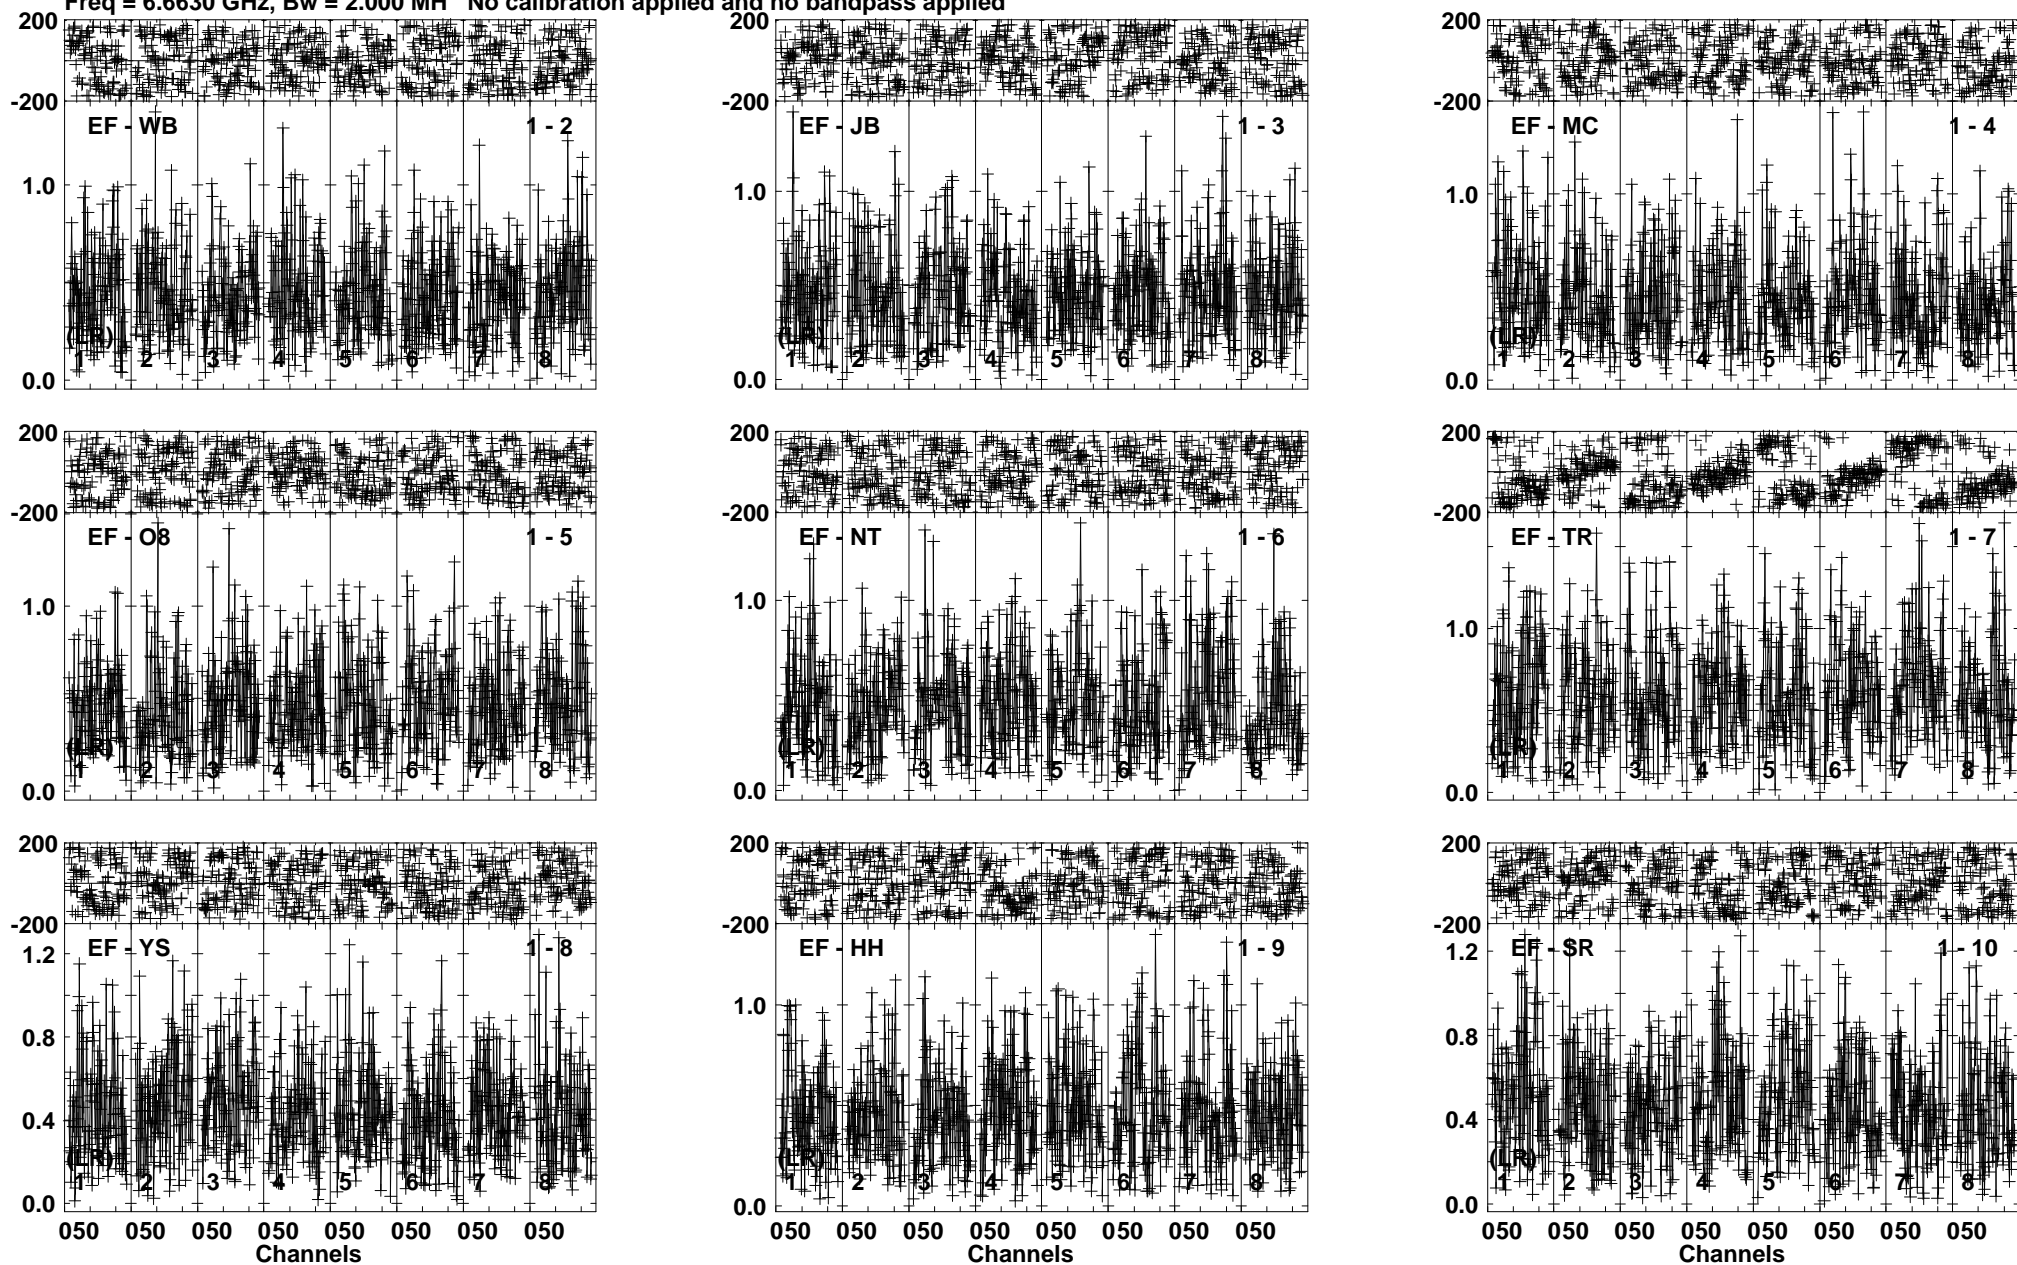 Freq = 6.6630 GHz, Bw = 2.000 MH No calibration applied and no bandpass applied
200 200 200
-200 -200 -200
EF - WB 1 - 2 EF - JB 1 - 3 EF - MC 1 - 4
1.0 1.0 1.0
(LR) (LR) (LR)
1 2 3 4 5 6 7 8 1 2 3 4 5 6 7 8 1 2 3 4 5 6 7 8
0.0 0.0 0.0
200 200 200
-200 -200 -200
EF - O8 1 - 5 EF - NT 1 - 6 EF - TR 1 - 7
1.0 1.0 1.0
(LR) (LR) (LR)
1 2 3 4 5 6 7 8 1 2 3 4 5 6 7 8 1 2 3 4 5 6 7 8
0.0 0.0 0.0
200 200 200
-200 -200 -200
EF - YS 1 - 8 EF - HH 1 - 9 EF - SR 1 - 10
1.2 1.0 1.2
0.8 0.8
0.4 0.4
(LR) (LR) (LR)
1 2 3 4 5 6 7 8 1 2 3 4 5 6 7 8 1 2 3 4 5 6 7 8
0.0 0.0 0.0
050 050 050 050 050 050 050 050 050 050 050 050 050 050 050 050 050 050 050 050 050 050 050 050
Channels Channels Channels